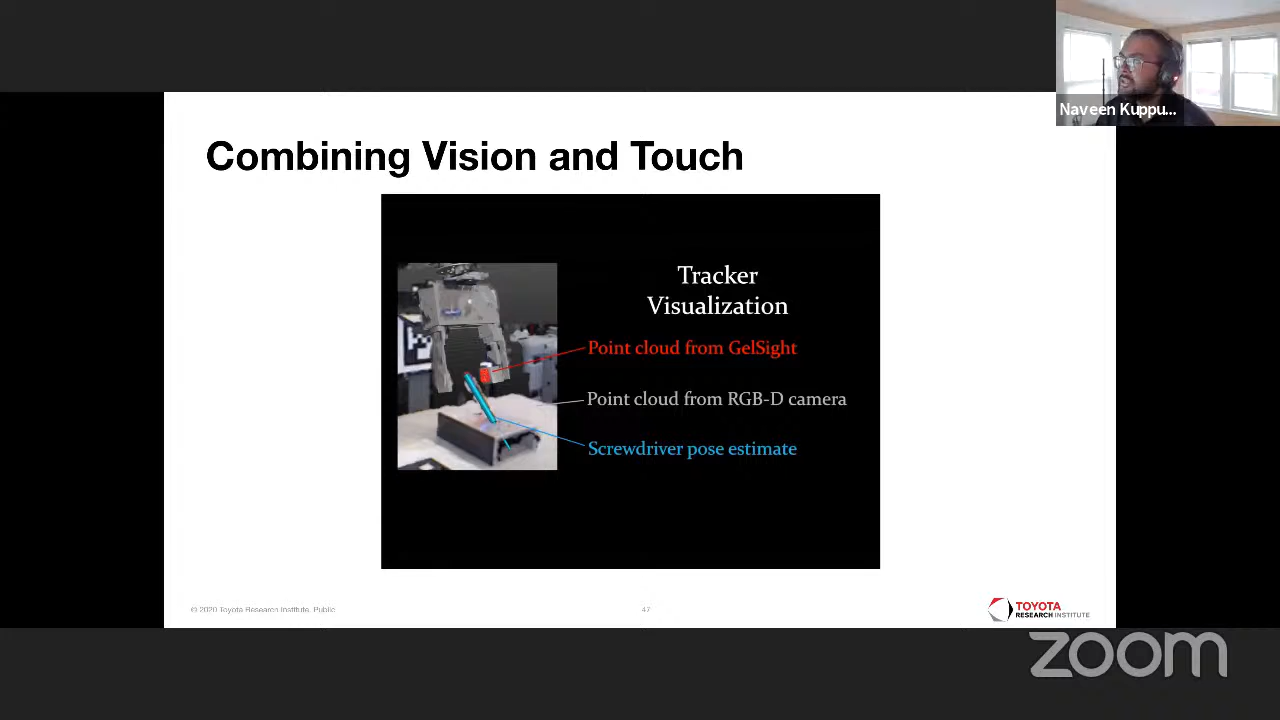 Naveen Kuppu...
Combining Vision and Touch
Tracker
Visualization
Point cloud from GelSight
Point cloud from RGB-D camera
Screwdriver pose estimate
© 2020 Toyota Research Institute, Public
47
TOYOTA
RESEARCH INSTITUTE
zoom